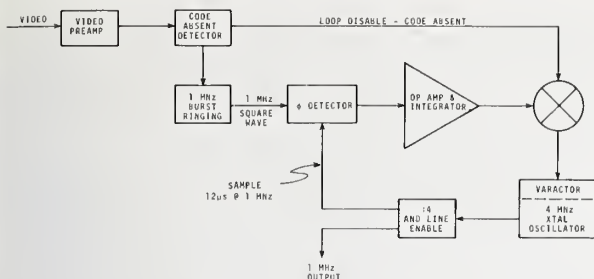 VIDEO
VIDEO
PREAMP
CODE
ABSENT
DETECTOR
LOOP DISABLE - CODE ABSENT
1 MHz
BURST
RINGING
1 MHz
SQUARE
WAVE
φ DETECTOR
OP AMP &
INTEGRATOR
SAMPLE
12μs @ 1 MHz
÷4
AND LINE
ENABLE
VARACTOR
4 MHz
XTAL
OSCILLATOR
1 MHz
OUTPUT